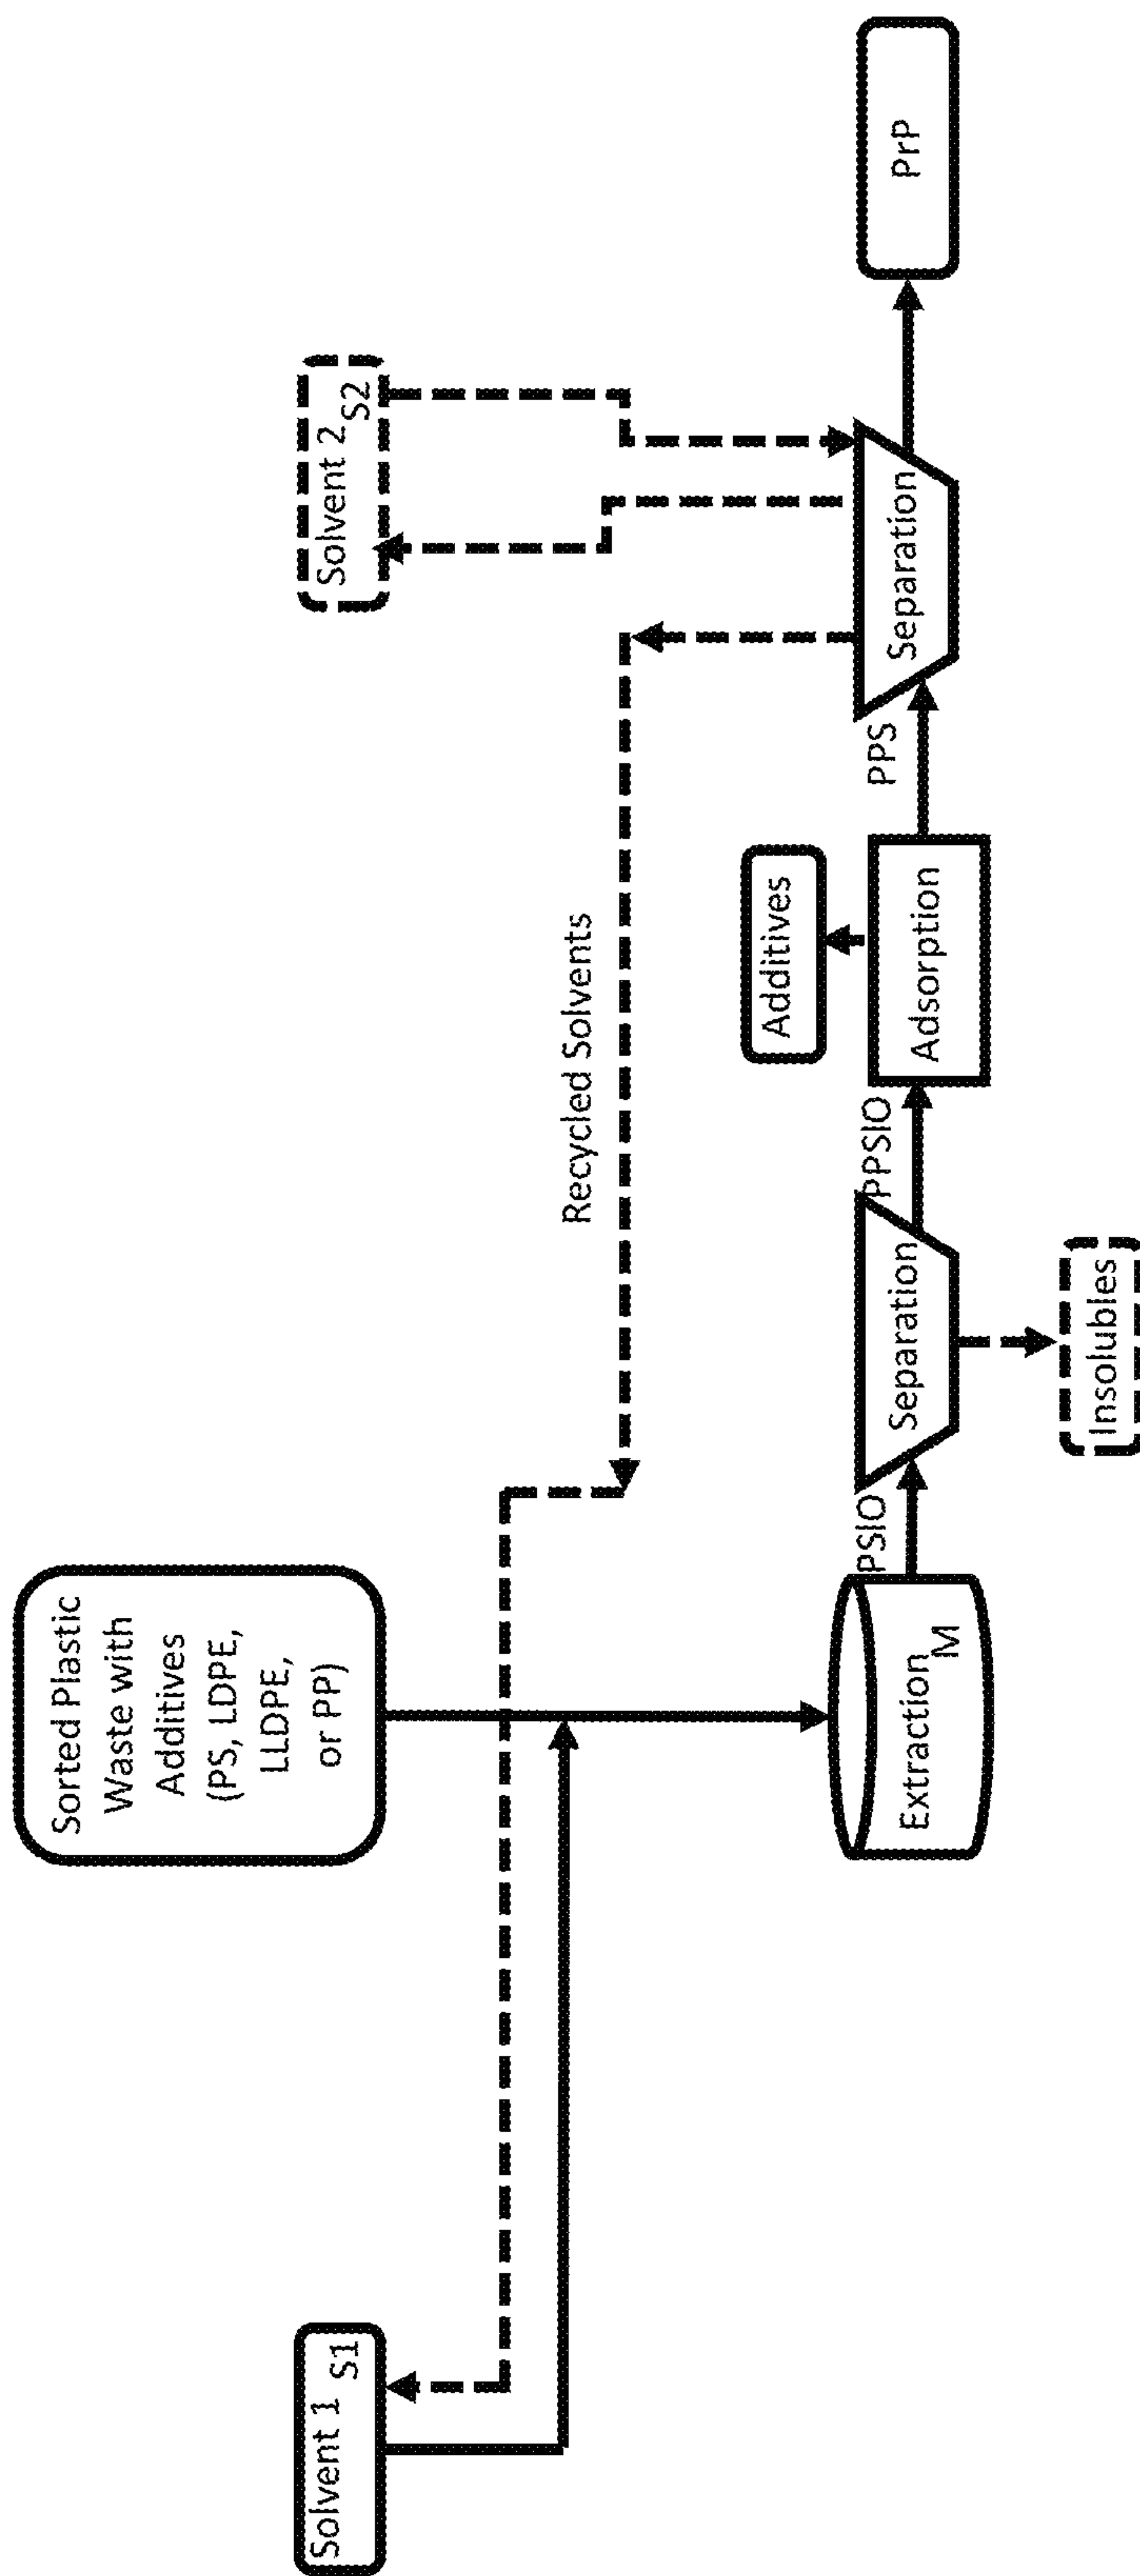 Sorted Plastic
Waste with
Additives
(PS, LDPE,
LLDPE,
or PP)
Solvent 1
S1
Solvent 2
S2
Recycled Solvents
Additives
Extraction
M
PSIO
Separation
PPSIO
Adsorption
PPS
Separation
PrP
Insolubles